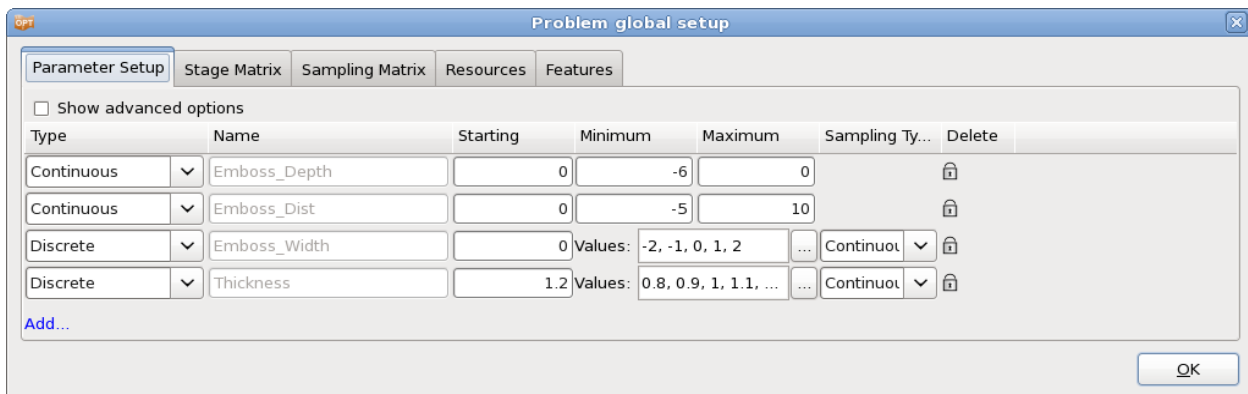 OPT Problem global setup
Parameter Setup Stage Matrix Sampling Matrix Resources Features
Show advanced options
Type Name Starting Minimum Maximum Sampling Ty... Delete
Continuous Emboss_Depth 0 -6 0
Continuous Emboss_Dist 0 -5 10
Discrete Emboss_Width 0 Values: -2, -1, 0, 1, 2 ... Continuou
Discrete Thickness 1.2 Values: 0.8, 0.9, 1, 1.1, ... ... Continuou
Add...
OK